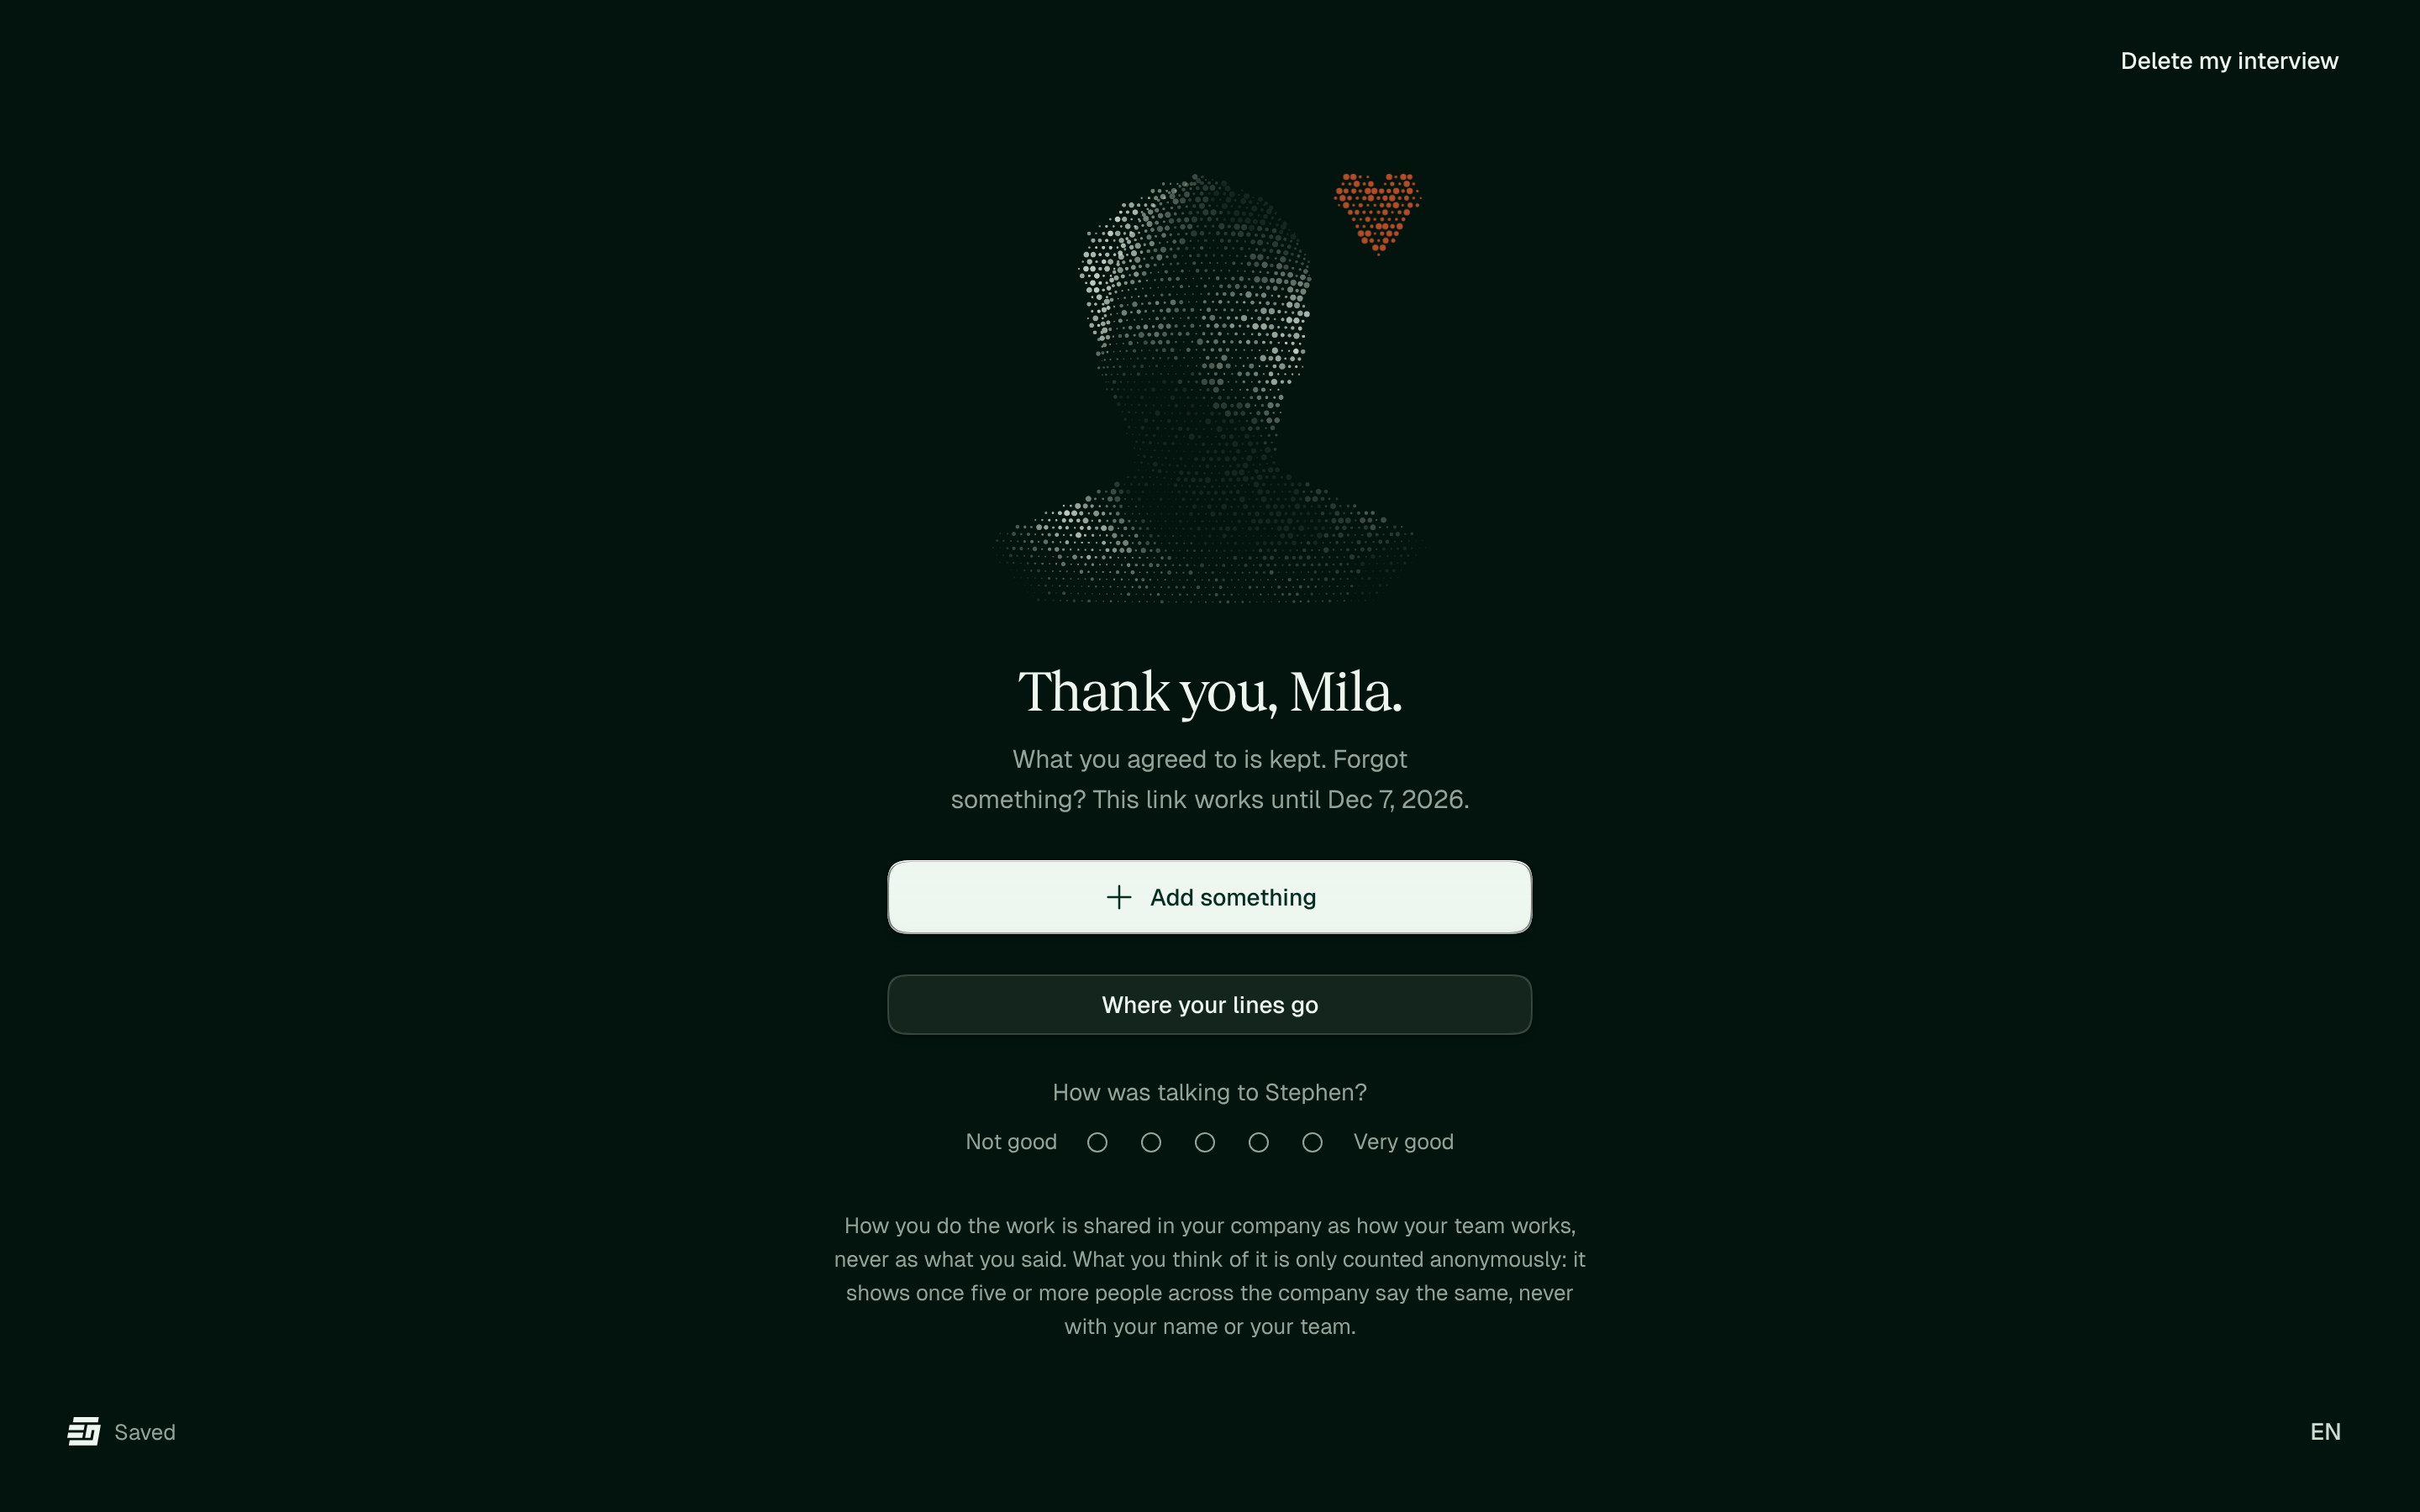 Delete my interview
Thank you, Mila.
What you agreed to is kept. Forgot
something? This link works until Dec 7, 2026.
Add something
Where your lines go
How was talking to Stephen?
Not good
Very good
How you do the work is shared in your company as how your team works,
never as what you said. What you think of it is only counted anonymously: it
shows once five or more people across the company say the same, never
with your name or your team.
Saved
EN